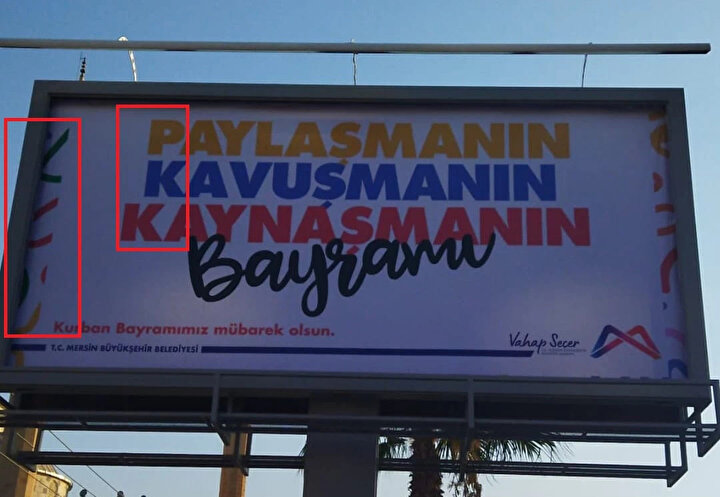 PAYLAŞMANIN
KAVUŞMANIN
KAYNAŞMANIN
Bayramı
Kurban Bayramımız mübarek olsun.
T.C. MERSİN BÜYÜKŞEHİR BELEDİYESİ
Vahap Seçer